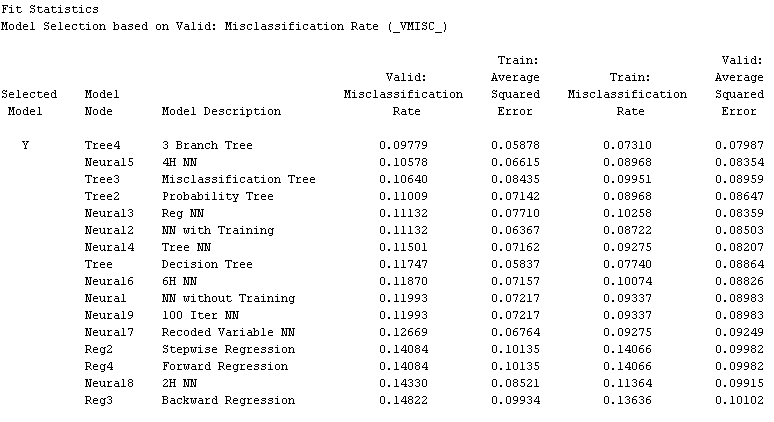 Fit Statistics
Model Selection based on Valid: Misclassification Rate (_VMISC_)
Train: Valid:
Valid: Average Train: Average
Selected Model Misclassification Squared Misclassification Squared
Model Node Model Description Rate Error Rate Error
Y Tree4 3 Branch Tree 0.09779 0.05878 0.07310 0.07987
Neural5 4H NN 0.10578 0.06615 0.08968 0.08354
Tree3 Misclassification Tree 0.10640 0.08435 0.09951 0.08959
Tree2 Probability Tree 0.11009 0.07142 0.08968 0.08647
Neural3 Reg NN 0.11132 0.07710 0.10258 0.08359
Neural2 NN with Training 0.11132 0.06367 0.08722 0.08503
Neural4 Tree NN 0.11501 0.07162 0.09275 0.08207
Tree Decision Tree 0.11747 0.05837 0.07740 0.08864
Neural6 6H NN 0.11870 0.07157 0.10074 0.08826
Neural NN without Training 0.11993 0.07217 0.09337 0.08983
Neural9 100 Iter NN 0.11993 0.07217 0.09337 0.08983
Neural7 Recoded Variable NN 0.12669 0.06764 0.09275 0.09249
Reg2 Stepwise Regression 0.14084 0.10135 0.14066 0.09982
Reg4 Forward Regression 0.14084 0.10135 0.14066 0.09982
Neural8 2H NN 0.14330 0.08521 0.11364 0.09915
Reg3 Backward Regression 0.14822 0.09934 0.13636 0.10102